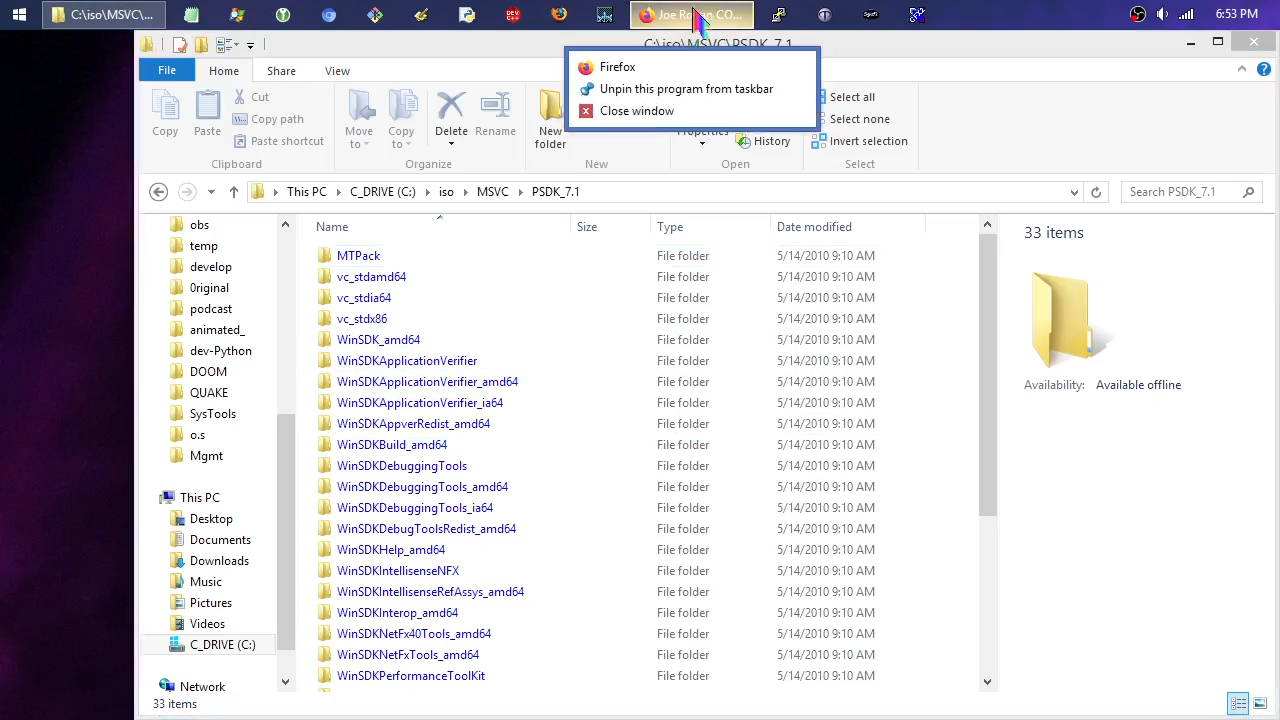 C:\iso\MSVC\...
DEV
6:53 PM
C:\iso\MSVC\PSDK_7.1
File
Home
Share
View
Firefox
Unpin this program from taskbar
Close window
Copy
Paste
Cut
Copy path
Paste shortcut
Clipboard
Move to
Copy to
Delete
Rename
Organize
New folder
New
Properties
History
Open
Select all
Select none
Invert selection
Select
This PC
C_DRIVE (C:)
iso
MSVC
PSDK_7.1
Search PSDK_7.1
obs
temp
develop
0riginal
podcast
animated_
dev-Python
DOOM
QUAKE
SysTools
o.s
Mgmt
This PC
Desktop
Documents
Downloads
Music
Pictures
Videos
C_DRIVE (C:)
Network
Name Size Type Date modified
MTPack File folder 5/14/2010 9:10 AM
vc_stdamd64 File folder 5/14/2010 9:10 AM
vc_stdia64 File folder 5/14/2010 9:10 AM
vc_stdx86 File folder 5/14/2010 9:10 AM
WinSDK_amd64 File folder 5/14/2010 9:10 AM
WinSDKApplicationVerifier File folder 5/14/2010 9:10 AM
WinSDKApplicationVerifier_amd64 File folder 5/14/2010 9:10 AM
WinSDKApplicationVerifier_ia64 File folder 5/14/2010 9:10 AM
WinSDKAppverRedist_amd64 File folder 5/14/2010 9:10 AM
WinSDKBuild_amd64 File folder 5/14/2010 9:10 AM
WinSDKDebuggingTools File folder 5/14/2010 9:10 AM
WinSDKDebuggingTools_amd64 File folder 5/14/2010 9:10 AM
WinSDKDebuggingTools_ia64 File folder 5/14/2010 9:10 AM
WinSDKDebugToolsRedist_amd64 File folder 5/14/2010 9:10 AM
WinSDKHelp_amd64 File folder 5/14/2010 9:10 AM
WinSDKIntellisenseNFX File folder 5/14/2010 9:10 AM
WinSDKIntellisenseRefAssys_amd64 File folder 5/14/2010 9:10 AM
WinSDKInterop_amd64 File folder 5/14/2010 9:10 AM
WinSDKNetFx40Tools_amd64 File folder 5/14/2010 9:10 AM
WinSDKNetFxTools_amd64 File folder 5/14/2010 9:10 AM
WinSDKPerformanceToolKit File folder 5/14/2010 9:10 AM
33 items
Availability: Available offline
33 items